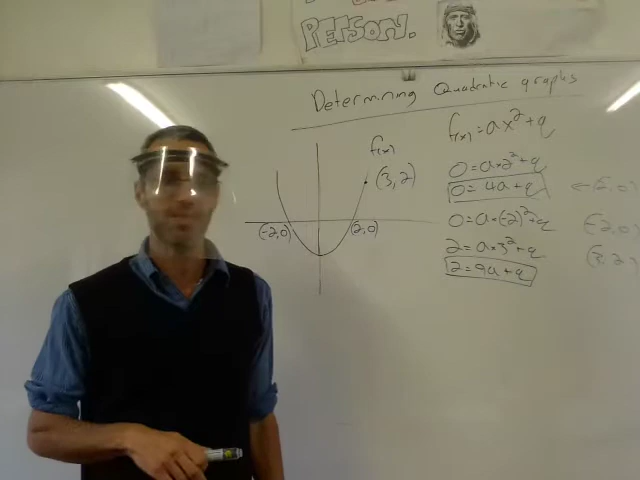 PERSON.
Determining Quadratic graphs
f(x) = ax² + q
f(x)
(3, 2)
(-2, 0)
(2, 0)
0 = a×2² + q
0 = 4a + q ← (2, 0)
0 = a×(-2)² + q (-2, 0)
2 = a×3² + q (3, 2)
2 = 9a + q